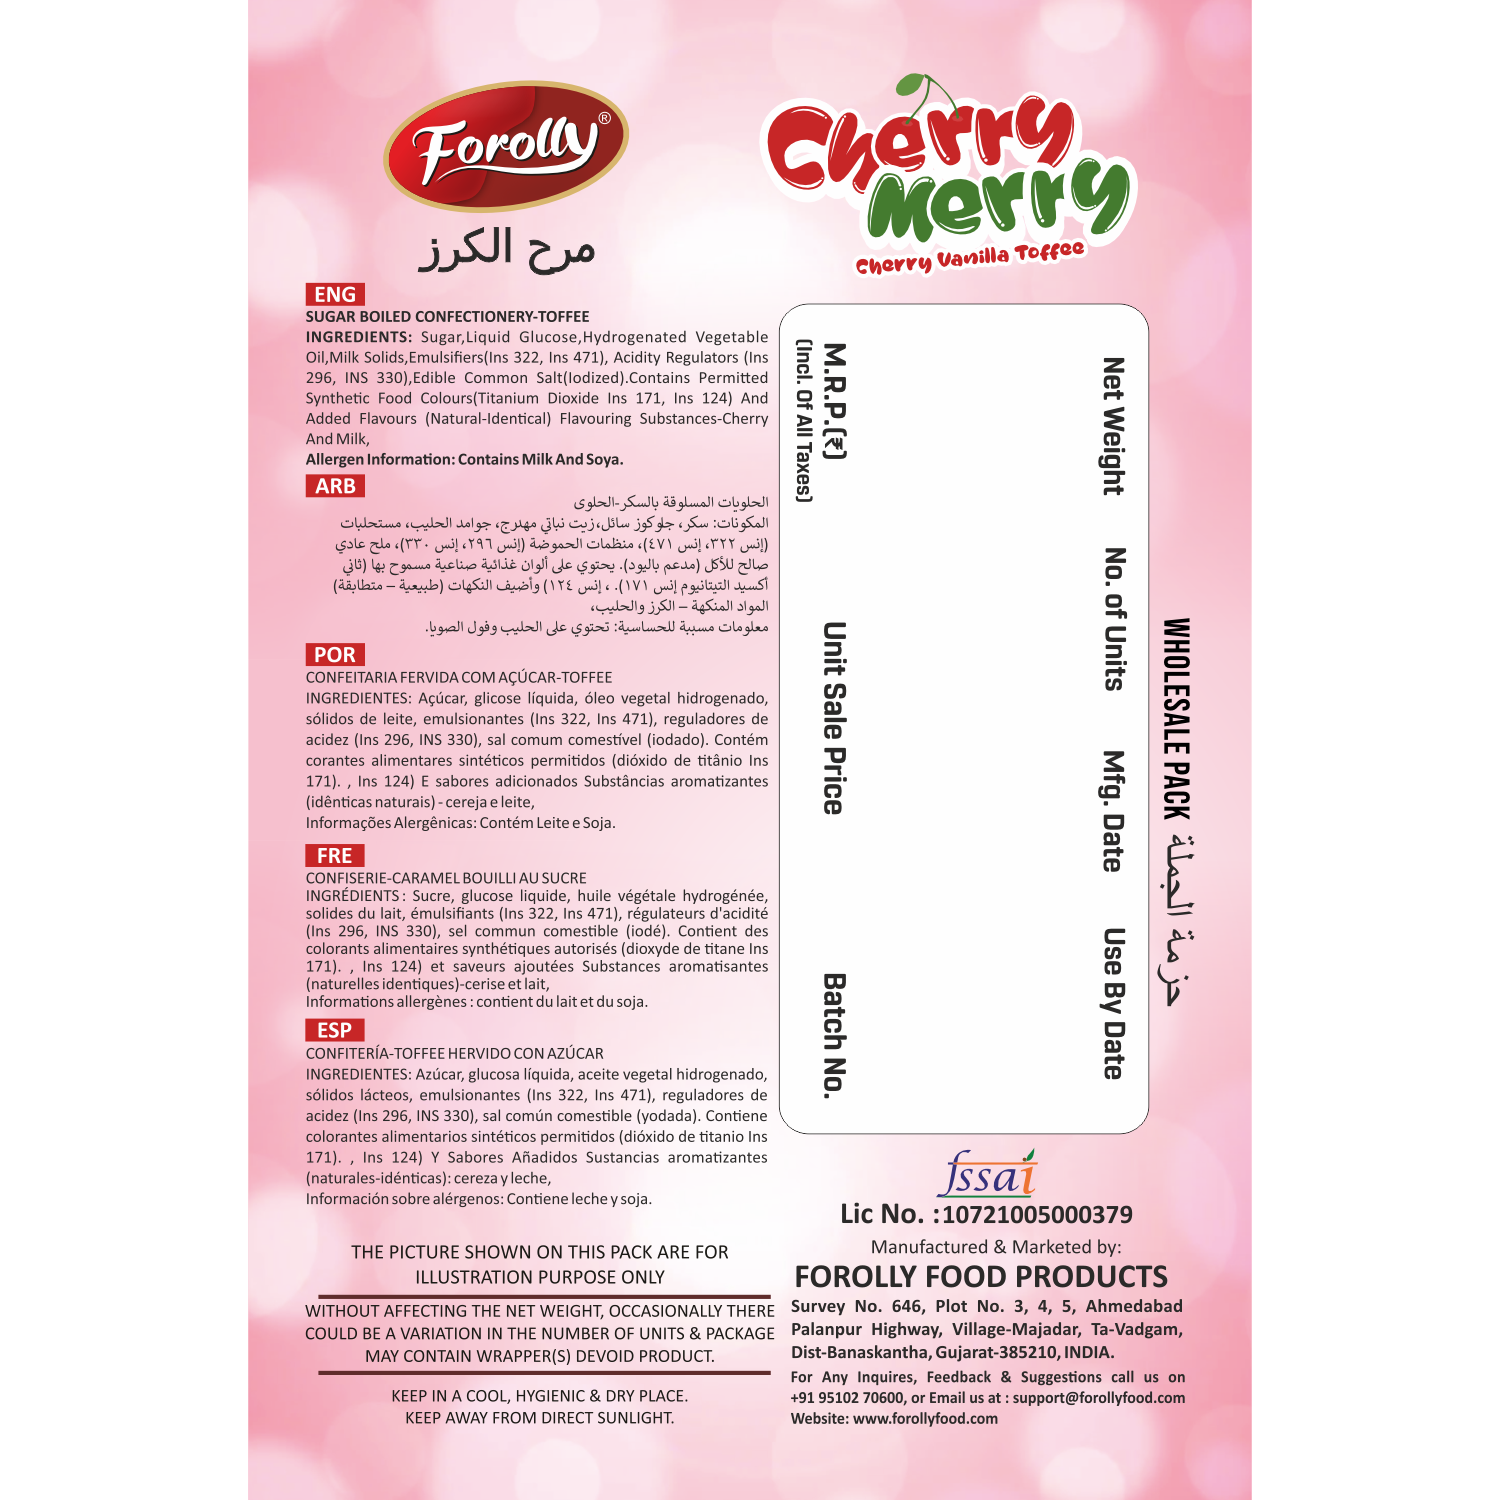 Forolly®
مرح الكرز
ENG
SUGAR BOILED CONFECTIONERY-TOFFEE
INGREDIENTS: Sugar,Liquid Glucose,Hydrogenated Vegetable
Oil,Milk Solids,Emulsifiers(Ins 322, Ins 471), Acidity Regulators (Ins
296, INS 330),Edible Common Salt(Iodized).Contains Permitted
Synthetic Food Colours(Titanium Dioxide Ins 171, Ins 124) And
Added Flavours (Natural-Identical) Flavouring Substances-Cherry
And Milk,
Allergen Information: Contains Milk And Soya.
ARB
الحلويات المسلوقة بالسكر-الحلوى
المكونات: سكر، جلوكوز سائل،زيت نباتي مهدرج، جوامد الحليب، مستحلبات
(إنس ٣٢٢، إنس ٤٧١)، منظمات الحموضة (إنس ٢٩٦، إنس ٣٣٠)، ملح عادي
صالح للأكل (مدعم باليود). يحتوي على ألوان غذائية صناعية مسموح بها (ثاني
أكسيد التيتانيوم إنس ١٧١). ، إنس ١٢٤) وأضيف النكهات (طبيعية – متطابقة)
المواد المنكهة – الكرز والحليب،
معلومات مسببة للحساسية: تحتوي على الحليب وفول الصويا.
POR
CONFEITARIA FERVIDA COM AÇÚCAR-TOFFEE
INGREDIENTES: Açúcar, glicose líquida, óleo vegetal hidrogenado,
sólidos de leite, emulsionantes (Ins 322, Ins 471), reguladores de
acidez (Ins 296, INS 330), sal comum comestível (iodado). Contém
corantes alimentares sintéticos permitidos (dióxido de titânio Ins
171). , Ins 124) E sabores adicionados Substâncias aromatizantes
(idênticas naturais) - cereja e leite,
Informações Alergênicas: Contém Leite e Soja.
FRE
CONFISERIE-CARAMEL BOUILLI AU SUCRE
INGRÉDIENTS : Sucre, glucose liquide, huile végétale hydrogénée,
solides du lait, émulsifiants (Ins 322, Ins 471), régulateurs d'acidité
(Ins 296, INS 330), sel commun comestible (iodé). Contient des
colorants alimentaires synthétiques autorisés (dioxyde de titane Ins
171). , Ins 124) et saveurs ajoutées Substances aromatisantes
(naturelles identiques)-cerise et lait,
Informations allergènes : contient du lait et du soja.
ESP
CONFITERÍA-TOFFEE HERVIDO CON AZÚCAR
INGREDIENTES: Azúcar, glucosa líquida, aceite vegetal hidrogenado,
sólidos lácteos, emulsionantes (Ins 322, Ins 471), reguladores de
acidez (Ins 296, INS 330), sal común comestible (yodada). Contiene
colorantes alimentarios sintéticos permitidos (dióxido de titanio Ins
171). , Ins 124) Y Sabores Añadidos Sustancias aromatizantes
(naturales-idénticas): cereza y leche,
Información sobre alérgenos: Contiene leche y soja.
THE PICTURE SHOWN ON THIS PACK ARE FOR
ILLUSTRATION PURPOSE ONLY
WITHOUT AFFECTING THE NET WEIGHT, OCCASIONALLY THERE
COULD BE A VARIATION IN THE NUMBER OF UNITS & PACKAGE
MAY CONTAIN WRAPPER(S) DEVOID PRODUCT.
KEEP IN A COOL, HYGIENIC & DRY PLACE.
KEEP AWAY FROM DIRECT SUNLIGHT.
Cherry
Merry
Cherry Vanilla Toffee
Net Weight
No. of Units
Mfg. Date
Use By Date
M.R.P.(₹)
(Incl. Of All Taxes)
Unit Sale Price
Batch No.
WHOLESALE PACK حزمة الجملة
fssai
Lic No. :10721005000379
Manufactured & Marketed by:
FOROLLY FOOD PRODUCTS
Survey No. 646, Plot No. 3, 4, 5, Ahmedabad
Palanpur Highway, Village-Majadar, Ta-Vadgam,
Dist-Banaskantha, Gujarat-385210, INDIA.
For Any Inquires, Feedback & Suggestions call us on
+91 95102 70600, or Email us at : support@forollyfood.com
Website: www.forollyfood.com